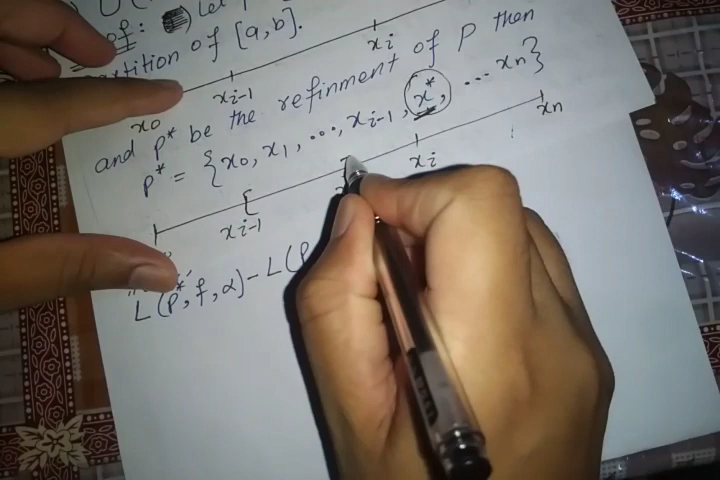 of: Let
partition of [a, b].
x₀ xᵢ₋₁ xᵢ xₙ
and P* be the refinment of P then
P* = {x₀, x₁, ..., xᵢ₋₁, x*, ... xₙ}
xᵢ₋₁ xᵢ
L(P*, f, α) - L(P